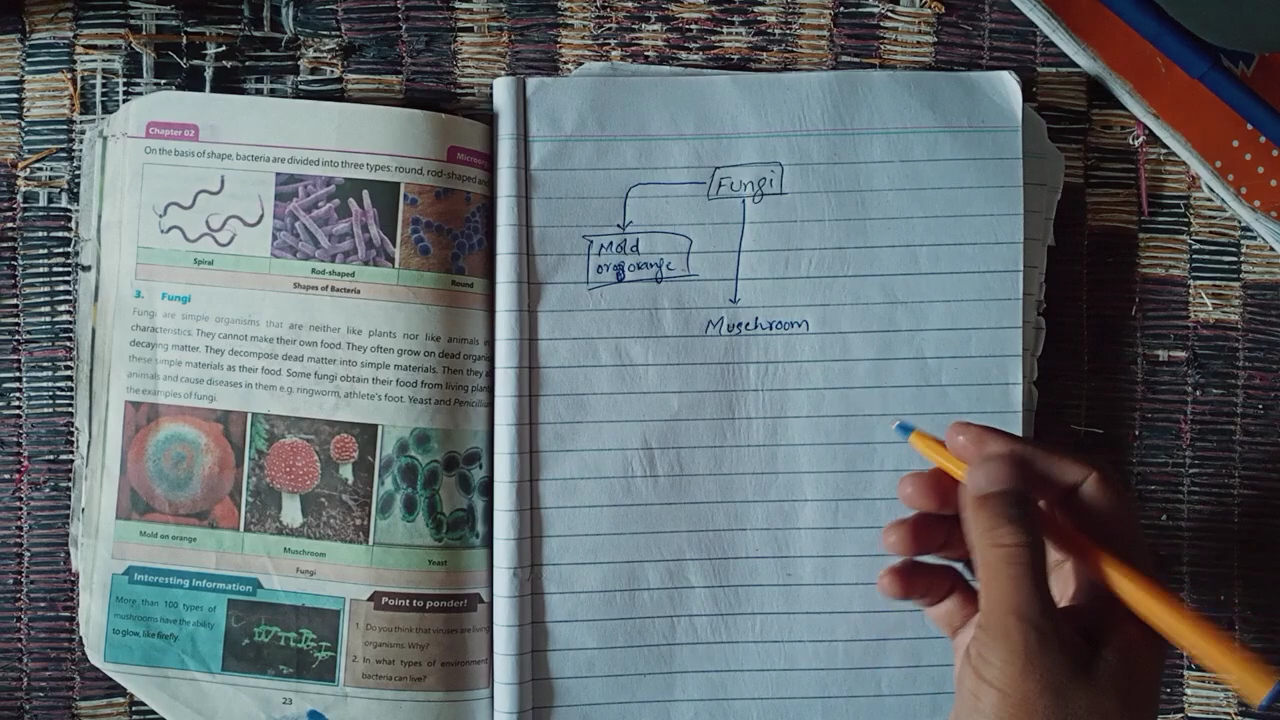 Chapter 02
Microor
On the basis of shape, bacteria are divided into three types: round, rod-shaped and
Spiral
Rod-shaped
Round
Shapes of Bacteria
3. Fungi
Fungi are simple organisms that are neither like plants nor like animals in
characteristics. They cannot make their own food. They often grow on dead organi
decaying matter. They decompose dead matter into simple materials. Then they a
these simple materials as their food. Some fungi obtain their food from living plan
animals and cause diseases in them e.g. ringworm, athlete's foot. Yeast and Penicilliu
the examples of fungi.
Mold on orange
Muschroom
Yeast
Fungi
Interesting Information
More than 100 types of
mushrooms have the ability
to glow, like firefly.
Point to ponder!
1. Do you think that viruses are living
organisms. Why?
2. In what types of environment
bacteria can live?
23
Fungi
Mold
orange
Muschroom